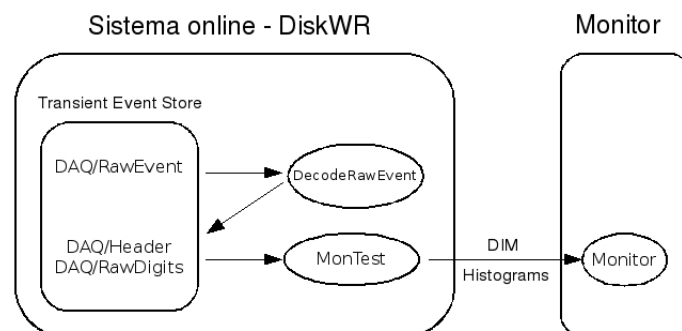 Sistema online - DiskWR
Monitor
Transient Event Store
DAQ/RawEvent
DecodeRawEvent
DAQ/Header
DAQ/RawDigits
MonTest
DIM
Histograms
Monitor